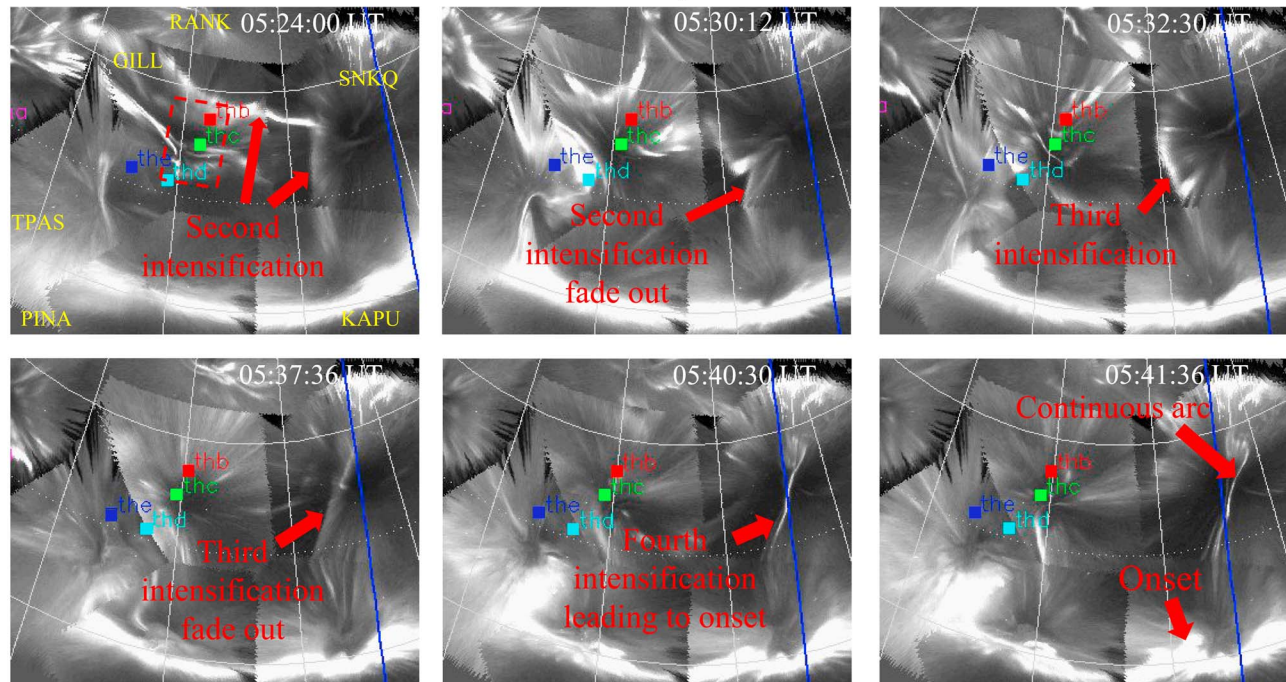 RANK
05:24:00 UT
GILL
SNKQ
thb
thc
the
thd
TPAS
Second
intensification
PINA
KAPU
05:30:12 UT
thb
thc
the
thd
Second
intensification
fade out
05:32:30 UT
a
thb
thc
the
thd
Third
intensification
05:37:36 UT
thb
thc
the
thd
Third
intensification
fade out
05:40:30 UT
thb
thc
the
thd
Fourth
intensification
leading to onset
05:41:36 UT
Continuous arc
thb
thc
the
thd
Onset